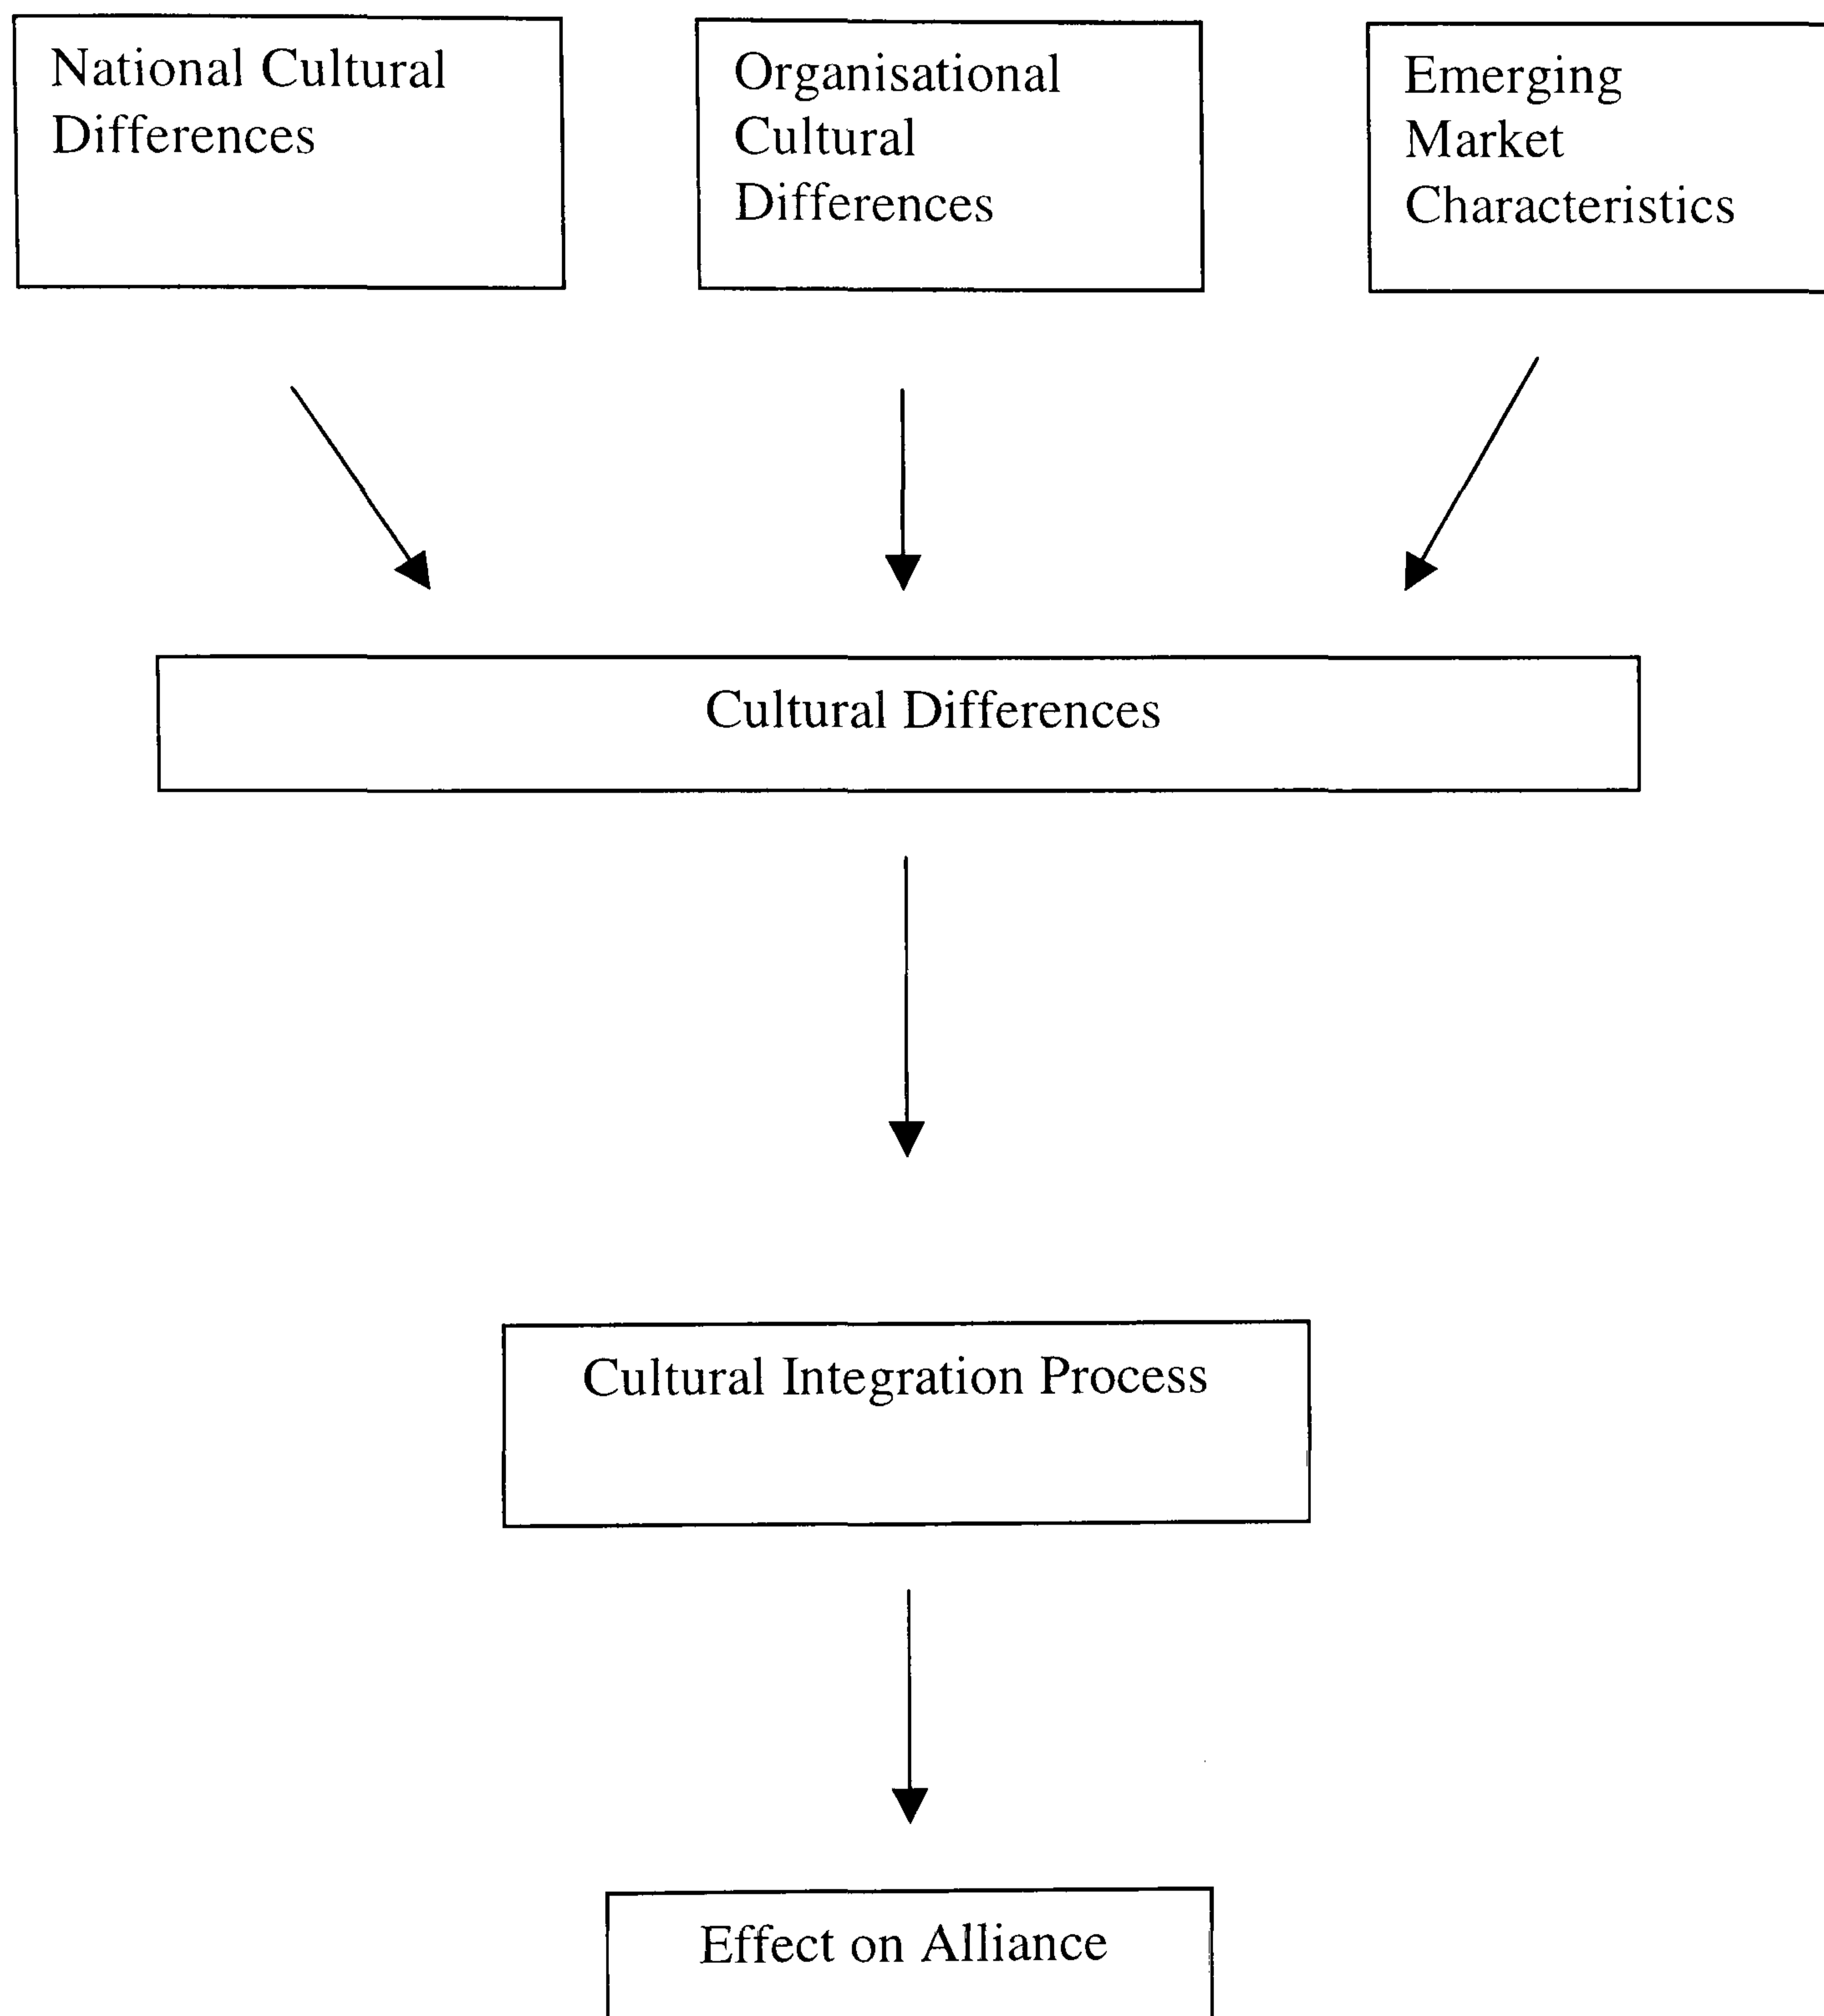 National Cultural
Differences
Organisational
Cultural
Differences
Emerging
Market
Characteristics
Cultural Differences
Cultural Integration Process
Effect on Alliance